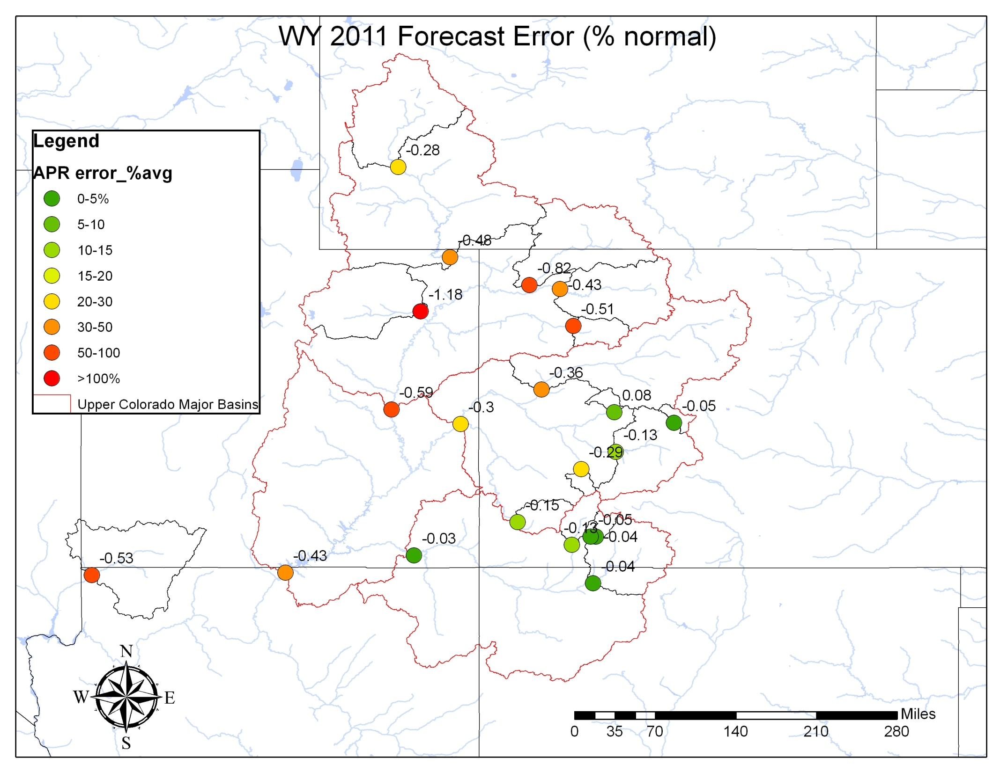 WY 2011 Forecast Error (% normal)
Legend
APR error_%avg
0-5%
5-10
10-15
15-20
20-30
30-50
50-100
>100%
Upper Colorado Major Basins
-0.28
-0.48
-0.82
-0.43
-1.18
-0.51
-0.36
-0.59
0.08
-0.3
-0.05
-0.13
-0.29
-0.15
-0.05
-0.13
-0.04
-0.03
-0.53
-0.43
-0.04
N
W
E
S
Miles
0 35 70 140 210 280